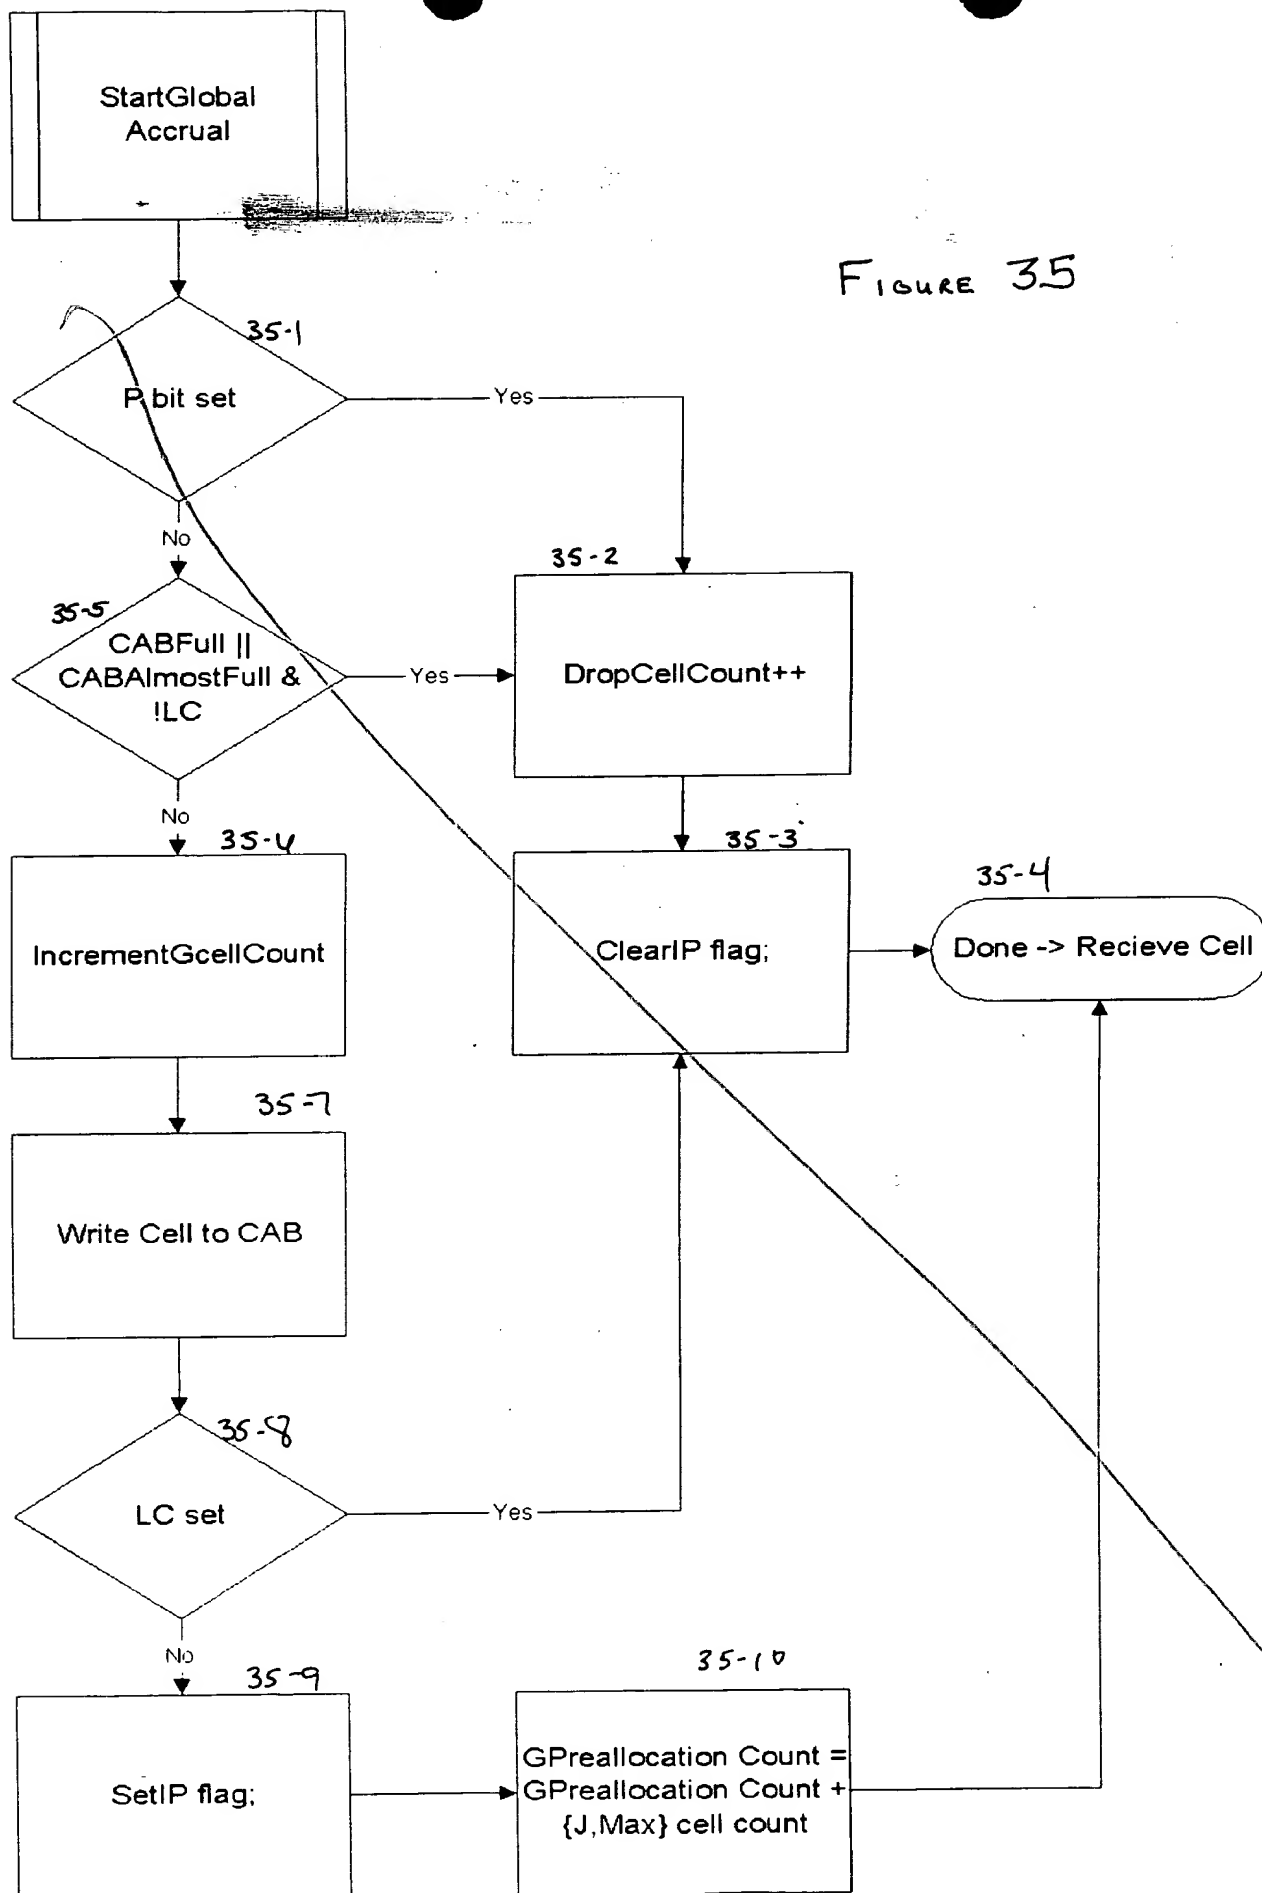 StartGlobal
Accrual
FIGURE 35
35-1
P bit set
Yes
No
35-2
35-5
CABFull ||
CABAlmostFull &
!LC
Yes
DropCellCount++
No
35-6
35-3
35-4
IncrementGcellCount
ClearIP flag;
Done -> Recieve Cell
35-7
Write Cell to CAB
35-8
LC set
Yes
No
35-9
35-10
SetIP flag;
GPreallocation Count =
GPreallocation Count +
{J,Max} cell count